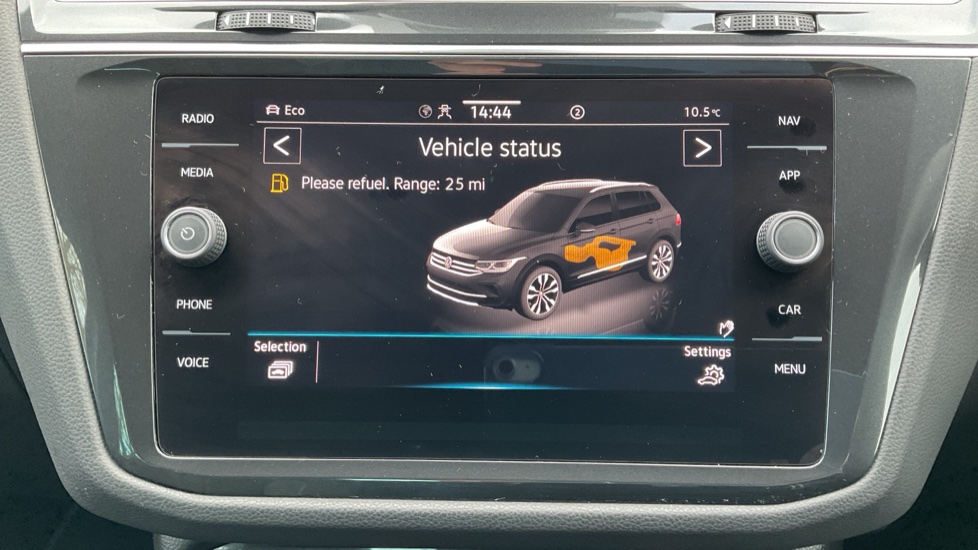 RADIO
MEDIA
PHONE
VOICE
Eco
14:44
2
10.5°C
< Vehicle status >
Please refuel. Range: 25 mi
Selection
Settings
NAV
APP
CAR
MENU